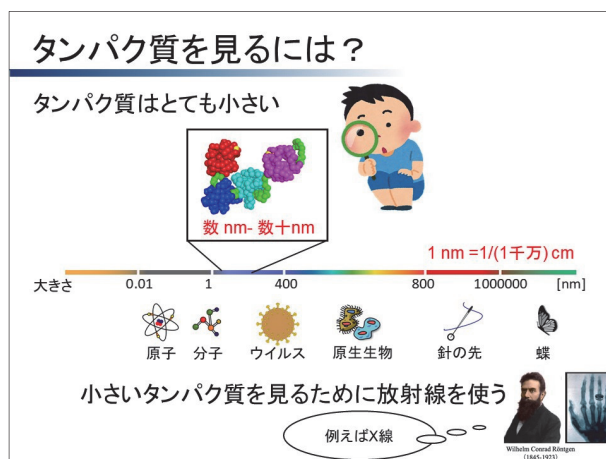 タンパク質を見るには？
タンパク質はとても小さい
数 nm- 数十nm
1 nm =1/(1千万) cm
大きさ 0.01 1 400 800 1000000 [nm]
原子 分子 ウイルス 原生生物 針の先 蝶
小さいタンパク質を見るために放射線を使う
例えばX線
Wilhelm Conrad Röntgen
(1845-1923)